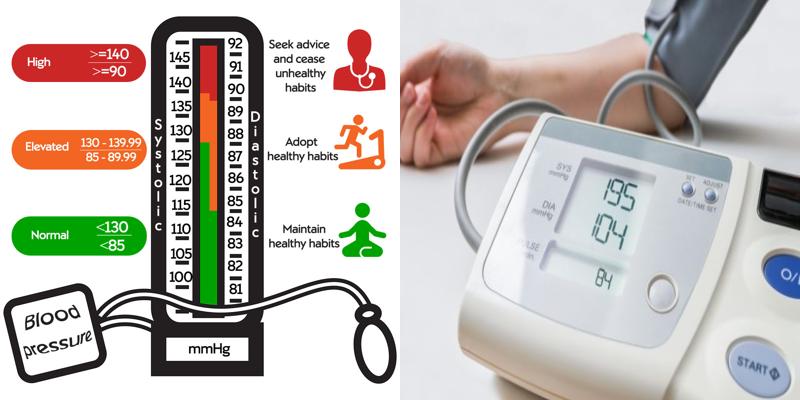 High
>=140
>=90
Elevated
130 - 139.99
85 - 89.99
Normal
<130
<85
Systolic
145
140
135
130
125
120
115
110
105
100
92
91
90
89
88
87
86
85
84
83
82
81
Diastolic
Seek advice
and cease
unhealthy
habits
Adopt
healthy habits
Maintain
healthy habits
Blood
pressure
mmHg
SYS
mmHg
195
DIA
mmHg
104
PULSE
84
SET
ADJUST
DATE/TIME SET
O/
START